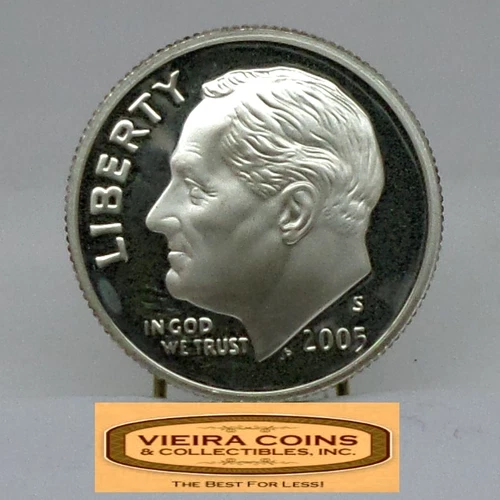 LIBERTY
IN GOD
WE TRUST
S
2005
VIEIRA COINS
& COLLECTIBLES, INC.
THE BEST FOR LESS!